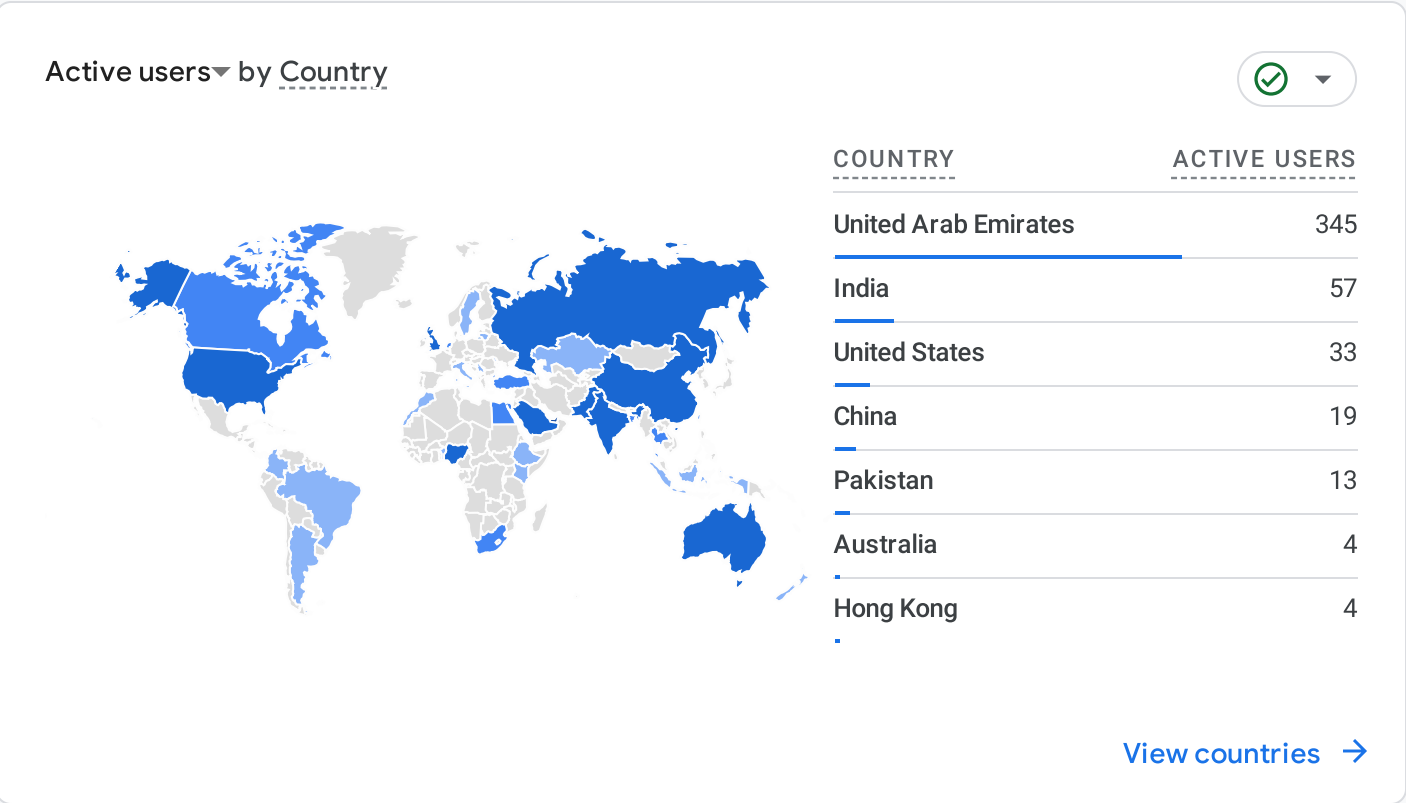 Active users by Country
COUNTRY ACTIVE USERS
United Arab Emirates 345
India 57
United States 33
China 19
Pakistan 13
Australia 4
Hong Kong 4
View countries